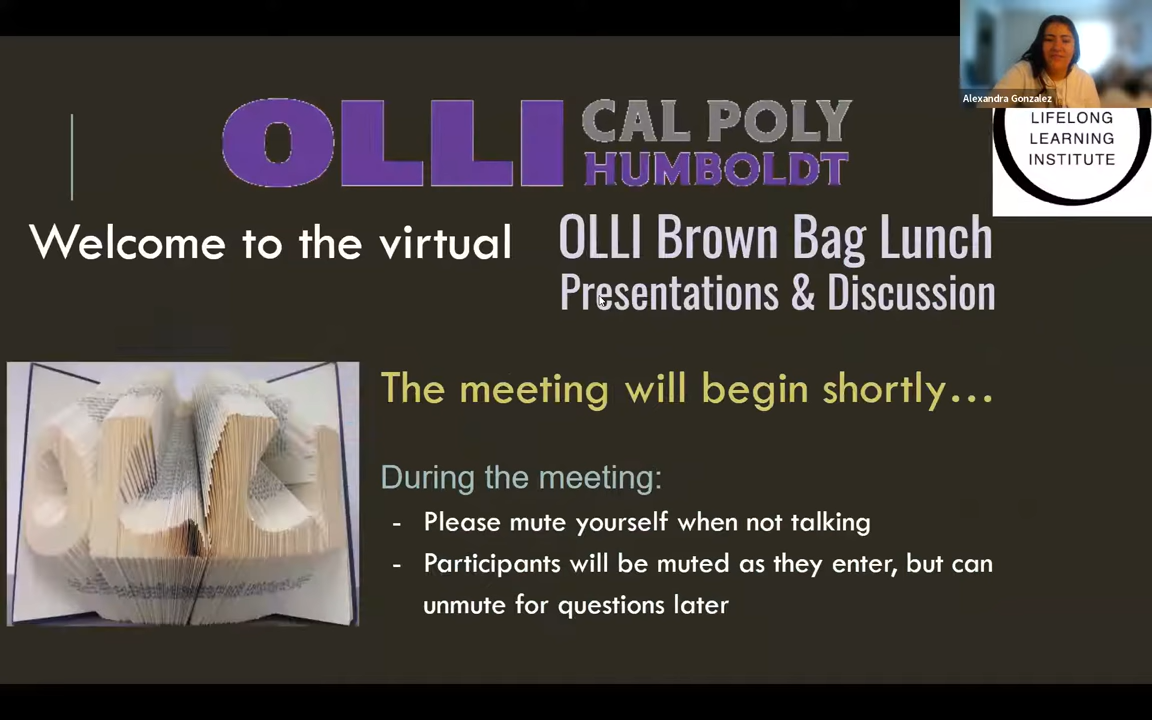 Alexandra Gonzalez
OLLI CAL POLY
HUMBOLDT
LIFELONG
LEARNING
INSTITUTE
Welcome to the virtual
OLLI Brown Bag Lunch
Presentations & Discussion
The meeting will begin shortly...
During the meeting:
- Please mute yourself when not talking
- Participants will be muted as they enter, but can
unmute for questions later